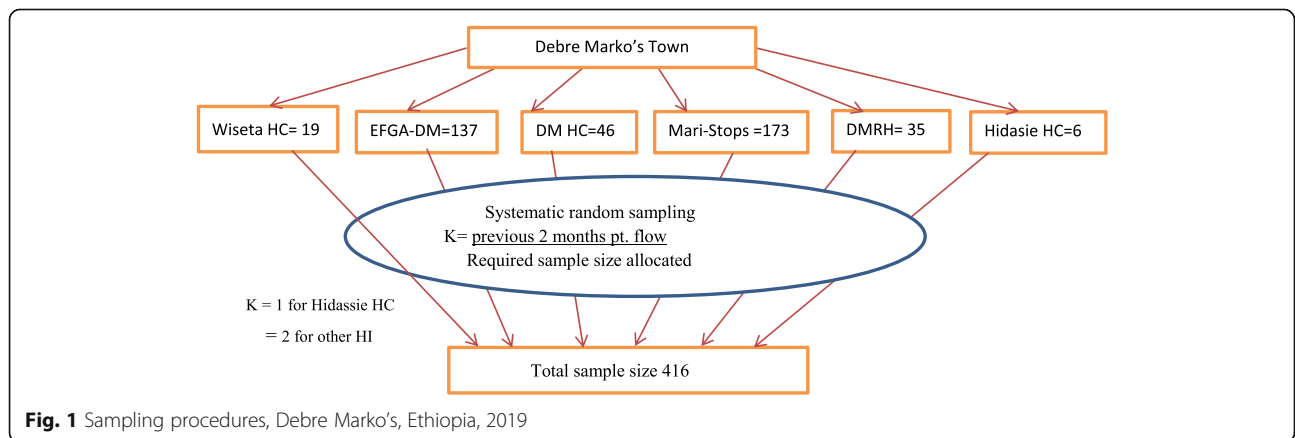 Debre Marko’s Town
Wiseta HC= 19
EFGA-DM=137
DM HC=46
Mari-Stops =173
DMRH= 35
Hidasie HC=6
Systematic random sampling
K= previous 2 months pt. flow
Required sample size allocated
K = 1 for Hidassie HC
= 2 for other HI
Total sample size 416
Fig. 1 Sampling procedures, Debre Marko’s, Ethiopia, 2019